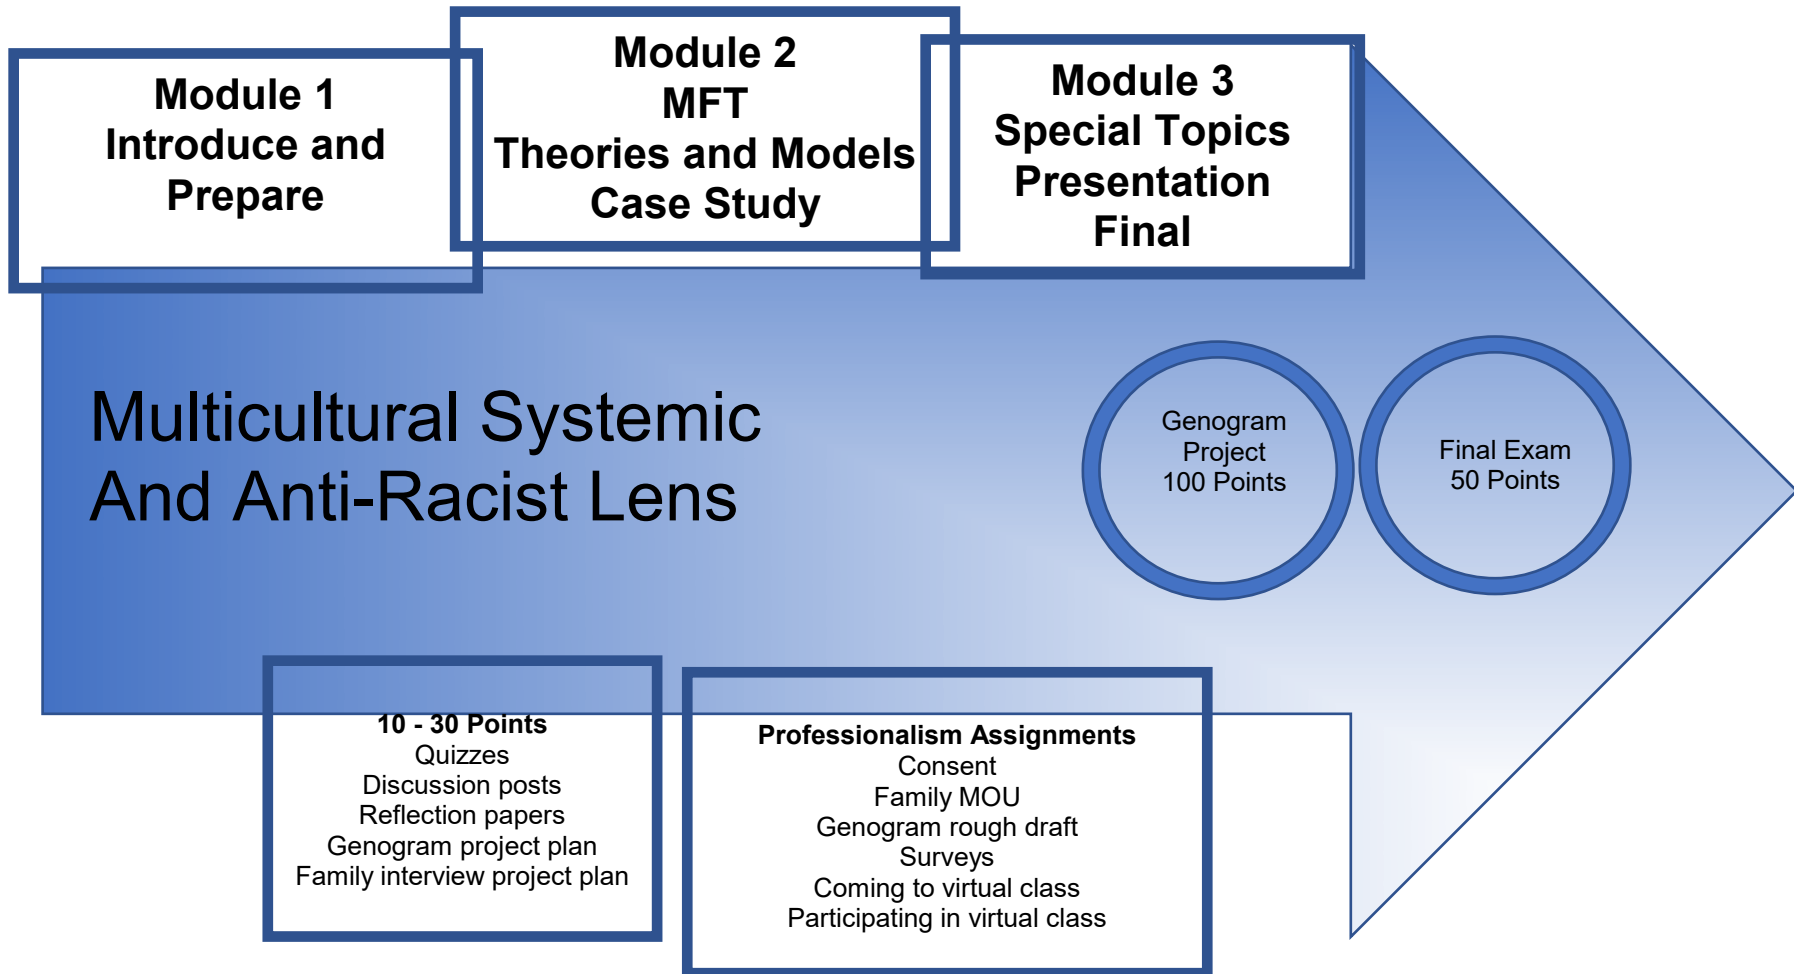 Module 1
Introduce and
Prepare
Module 2
MFT
Theories and Models
Case Study
Module 3
Special Topics
Presentation
Final
Multicultural Systemic
And Anti-Racist Lens
Genogram
Project
100 Points
Final Exam
50 Points
10 - 30 Points
Quizzes
Discussion posts
Reflection papers
Genogram project plan
Family interview project plan
Professionalism Assignments
Consent
Family MOU
Genogram rough draft
Surveys
Coming to virtual class
Participating in virtual class